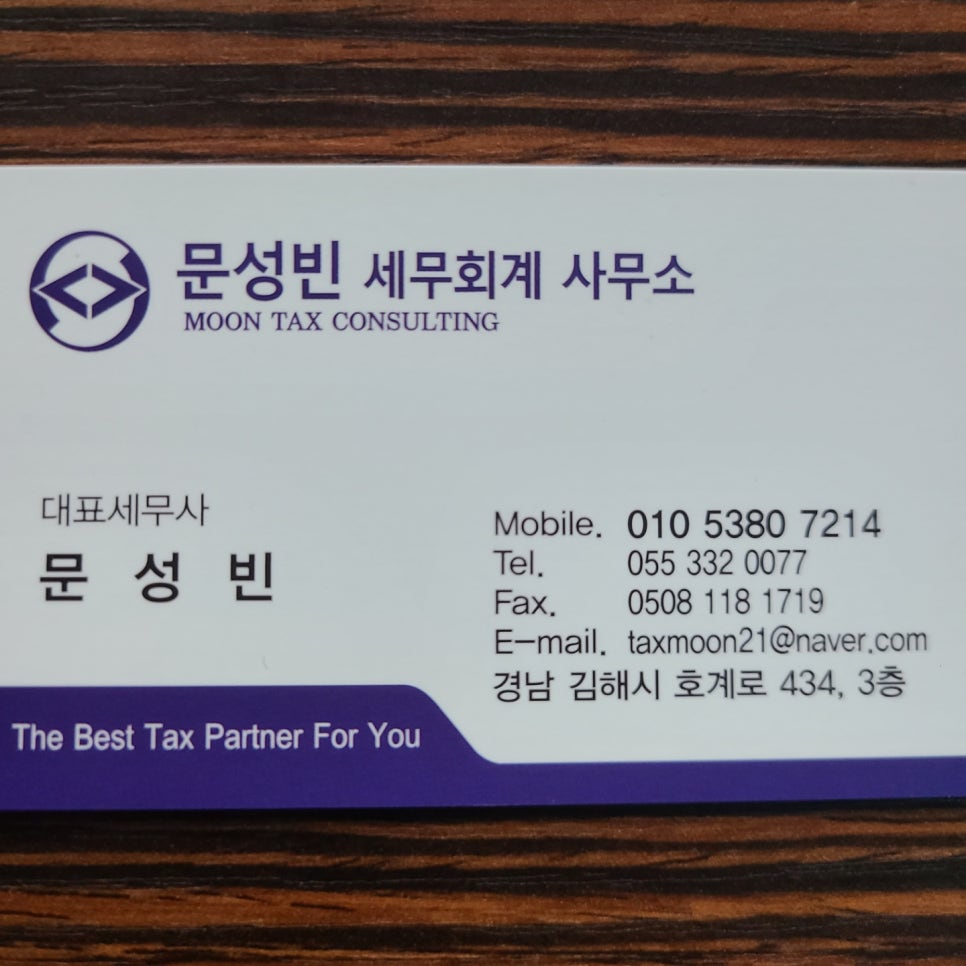 문성빈 세무회계 사무소
MOON TAX CONSULTING
대표세무사
문 성 빈
Mobile. 010 5380 7214
Tel. 055 332 0077
Fax. 0508 118 1719
E-mail. taxmoon21@naver.com
경남 김해시 호계로 434, 3층
The Best Tax Partner For You